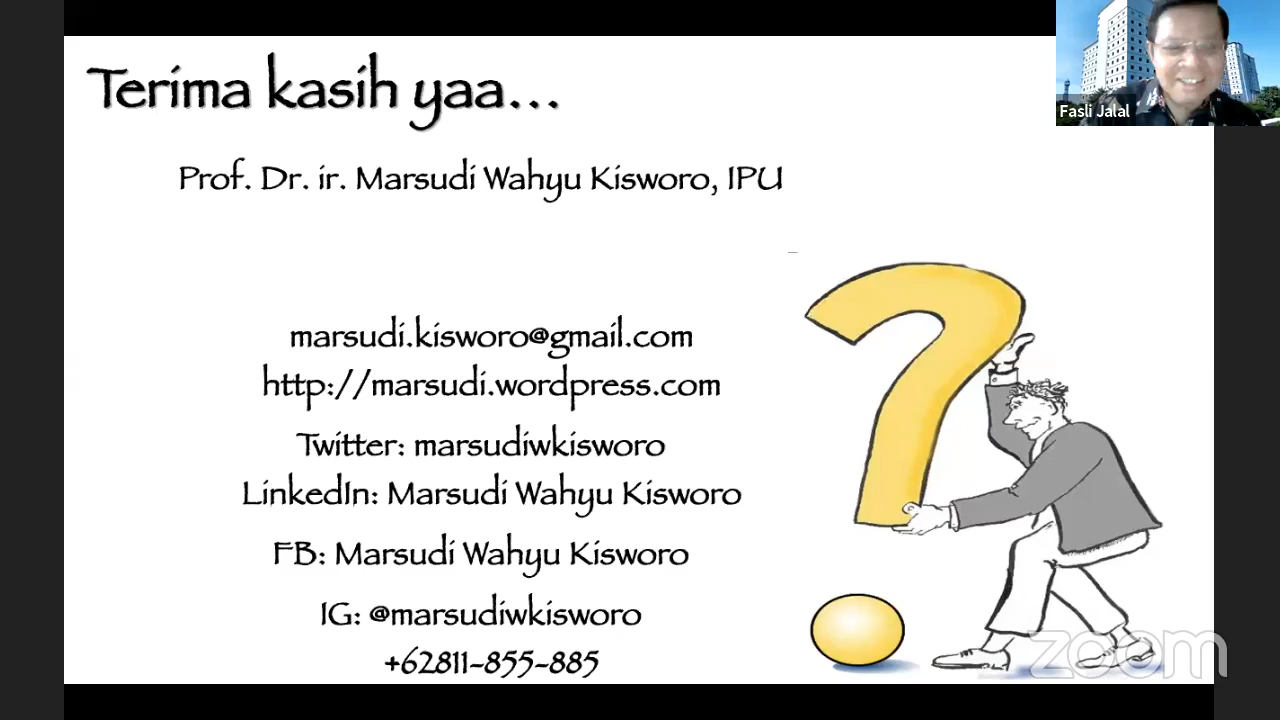 Terima kasih yaa...
Fasli Jalal
Prof. Dr. ir. Marsudi Wahyu Kisworo, IPU
marsudi.kisworo@gmail.com
http://marsudi.wordpress.com
Twitter: marsudiwkisworo
LinkedIn: Marsudi Wahyu Kisworo
FB: Marsudi Wahyu Kisworo
IG: @marsudiwkisworo
+62811-855-885
zoom